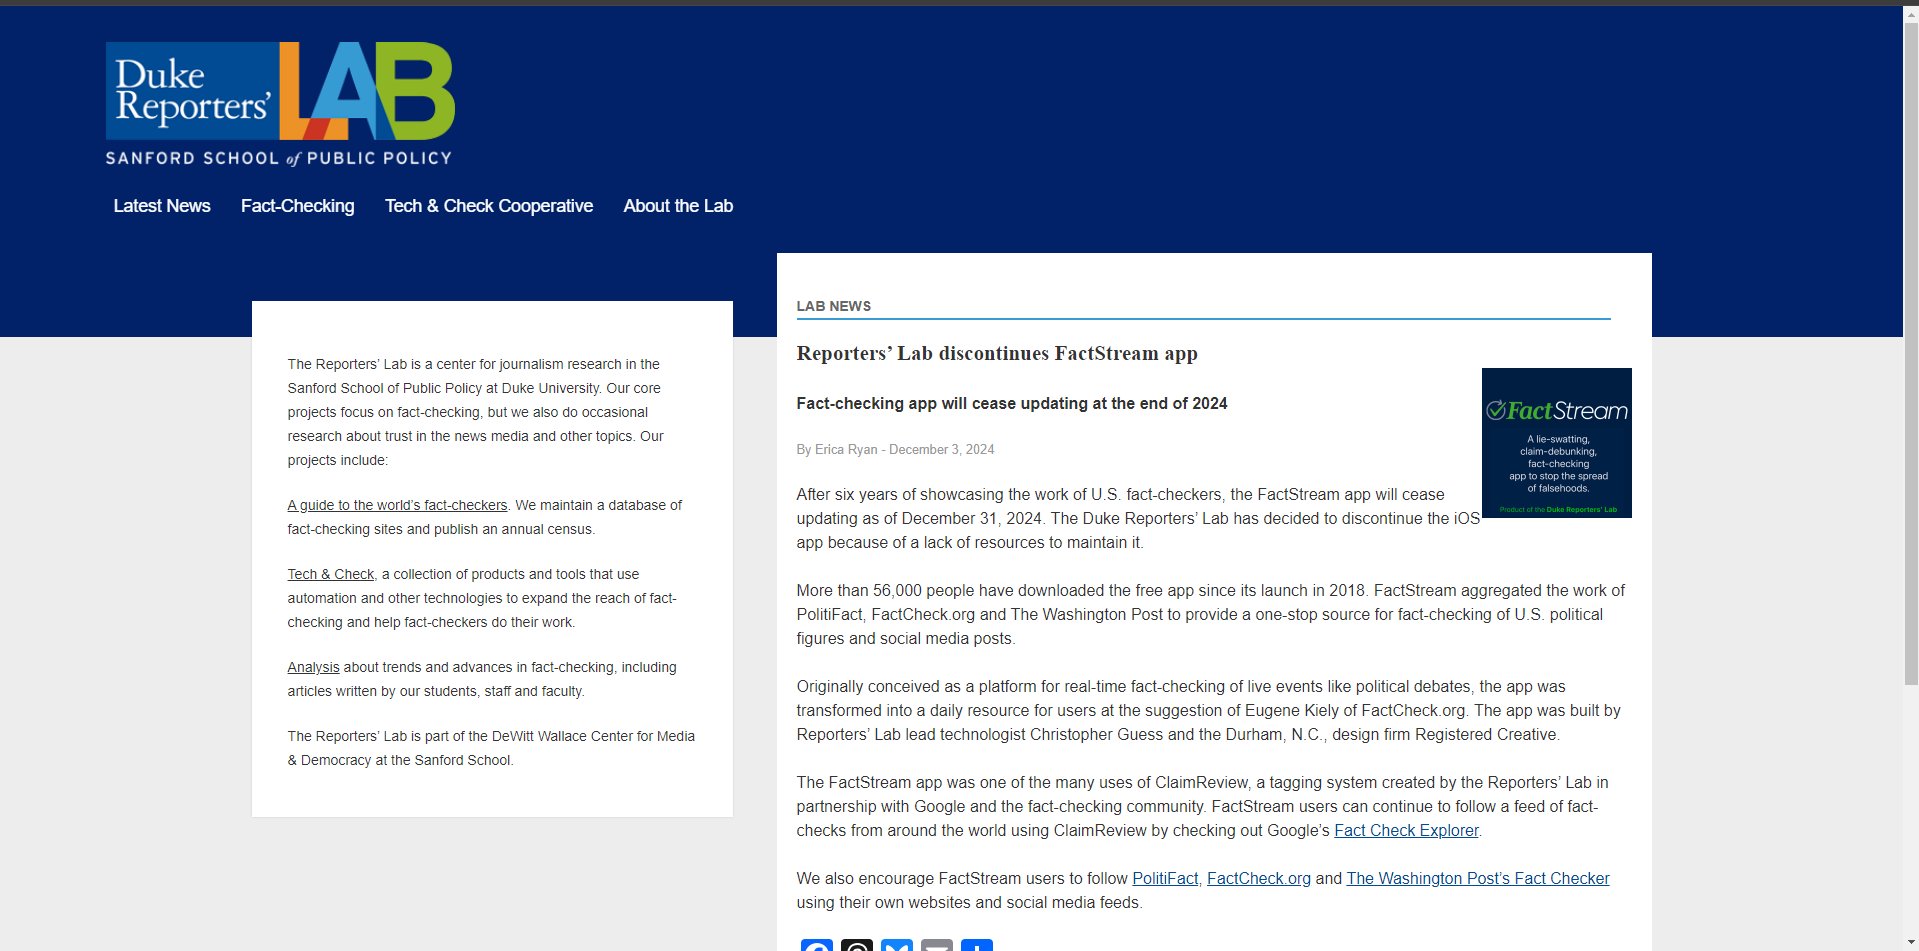 Duke
Reporters’
LAB
SANFORD SCHOOL of PUBLIC POLICY
Latest News
Fact-Checking
Tech & Check Cooperative
About the Lab
The Reporters’ Lab is a center for journalism research in the
Sanford School of Public Policy at Duke University. Our core
projects focus on fact-checking, but we also do occasional
research about trust in the news media and other topics. Our
projects include:
A guide to the world’s fact-checkers. We maintain a database of
fact-checking sites and publish an annual census.
Tech & Check, a collection of products and tools that use
automation and other technologies to expand the reach of fact-
checking and help fact-checkers do their work.
Analysis about trends and advances in fact-checking, including
articles written by our students, staff and faculty.
The Reporters’ Lab is part of the DeWitt Wallace Center for Media
& Democracy at the Sanford School.
LAB NEWS
Reporters’ Lab discontinues FactStream app
Fact-checking app will cease updating at the end of 2024
By Erica Ryan - December 3, 2024
FactStream
A lie-swatting,
claim-debunking,
fact-checking
app to stop the spread
of falsehoods.
Product of the Duke Reporters' Lab
After six years of showcasing the work of U.S. fact-checkers, the FactStream app will cease
updating as of December 31, 2024. The Duke Reporters’ Lab has decided to discontinue the iOS
app because of a lack of resources to maintain it.
More than 56,000 people have downloaded the free app since its launch in 2018. FactStream aggregated the work of
PolitiFact, FactCheck.org and The Washington Post to provide a one-stop source for fact-checking of U.S. political
figures and social media posts.
Originally conceived as a platform for real-time fact-checking of live events like political debates, the app was
transformed into a daily resource for users at the suggestion of Eugene Kiely of FactCheck.org. The app was built by
Reporters’ Lab lead technologist Christopher Guess and the Durham, N.C., design firm Registered Creative.
The FactStream app was one of the many uses of ClaimReview, a tagging system created by the Reporters’ Lab in
partnership with Google and the fact-checking community. FactStream users can continue to follow a feed of fact-
checks from around the world using ClaimReview by checking out Google’s Fact Check Explorer.
We also encourage FactStream users to follow PolitiFact, FactCheck.org and The Washington Post’s Fact Checker
using their own websites and social media feeds.